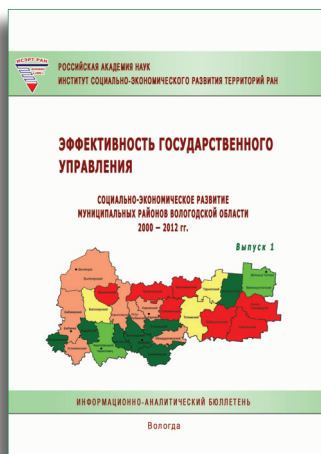 ИСЭРТ РАН
РОССИЙСКАЯ АКАДЕМИЯ НАУК
ИНСТИТУТ СОЦИАЛЬНО-ЭКОНОМИЧЕСКОГО РАЗВИТИЯ ТЕРРИТОРИЙ РАН
ЭФФЕКТИВНОСТЬ ГОСУДАРСТВЕННОГО
УПРАВЛЕНИЯ
СОЦИАЛЬНО-ЭКОНОМИЧЕСКОЕ РАЗВИТИЕ
МУНИЦИПАЛЬНЫХ РАЙОНОВ ВОЛОГОДСКОЙ ОБЛАСТИ
2000 – 2012 гг.
Выпуск 1
ИНФОРМАЦИОННО-АНАЛИТИЧЕСКИЙ БЮЛЛЕТЕНЬ
Вологда